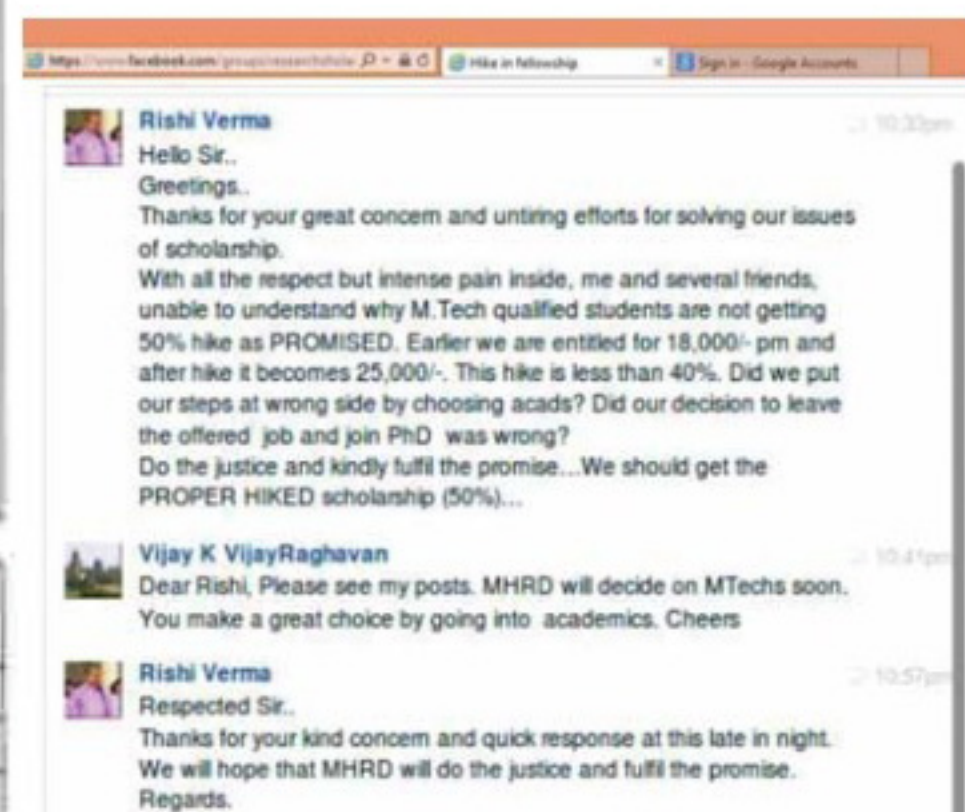 Hike in fellowship
Sign in - Google Accounts
Rishi Verma
10:33pm
Hello Sir..
Greetings..
Thanks for your great concern and untiring efforts for solving our issues
of scholarship.
With all the respect but intense pain inside, me and several friends,
unable to understand why M.Tech qualified students are not getting
50% hike as PROMISED. Earlier we are entitled for 18,000/- pm and
after hike it becomes 25,000/-. This hike is less than 40%. Did we put
our steps at wrong side by choosing acads? Did our decision to leave
the offered job and join PhD was wrong?
Do the justice and kindly fulfil the promise...We should get the
PROPER HIKED scholarship (50%)...
Vijay K VijayRaghavan
10:41pm
Dear Rishi, Please see my posts. MHRD will decide on MTechs soon.
You make a great choice by going into academics. Cheers
Rishi Verma
10:57pm
Respected Sir..
Thanks for your kind concern and quick response at this late in night.
We will hope that MHRD will do the justice and fulfil the promise.
Regards.